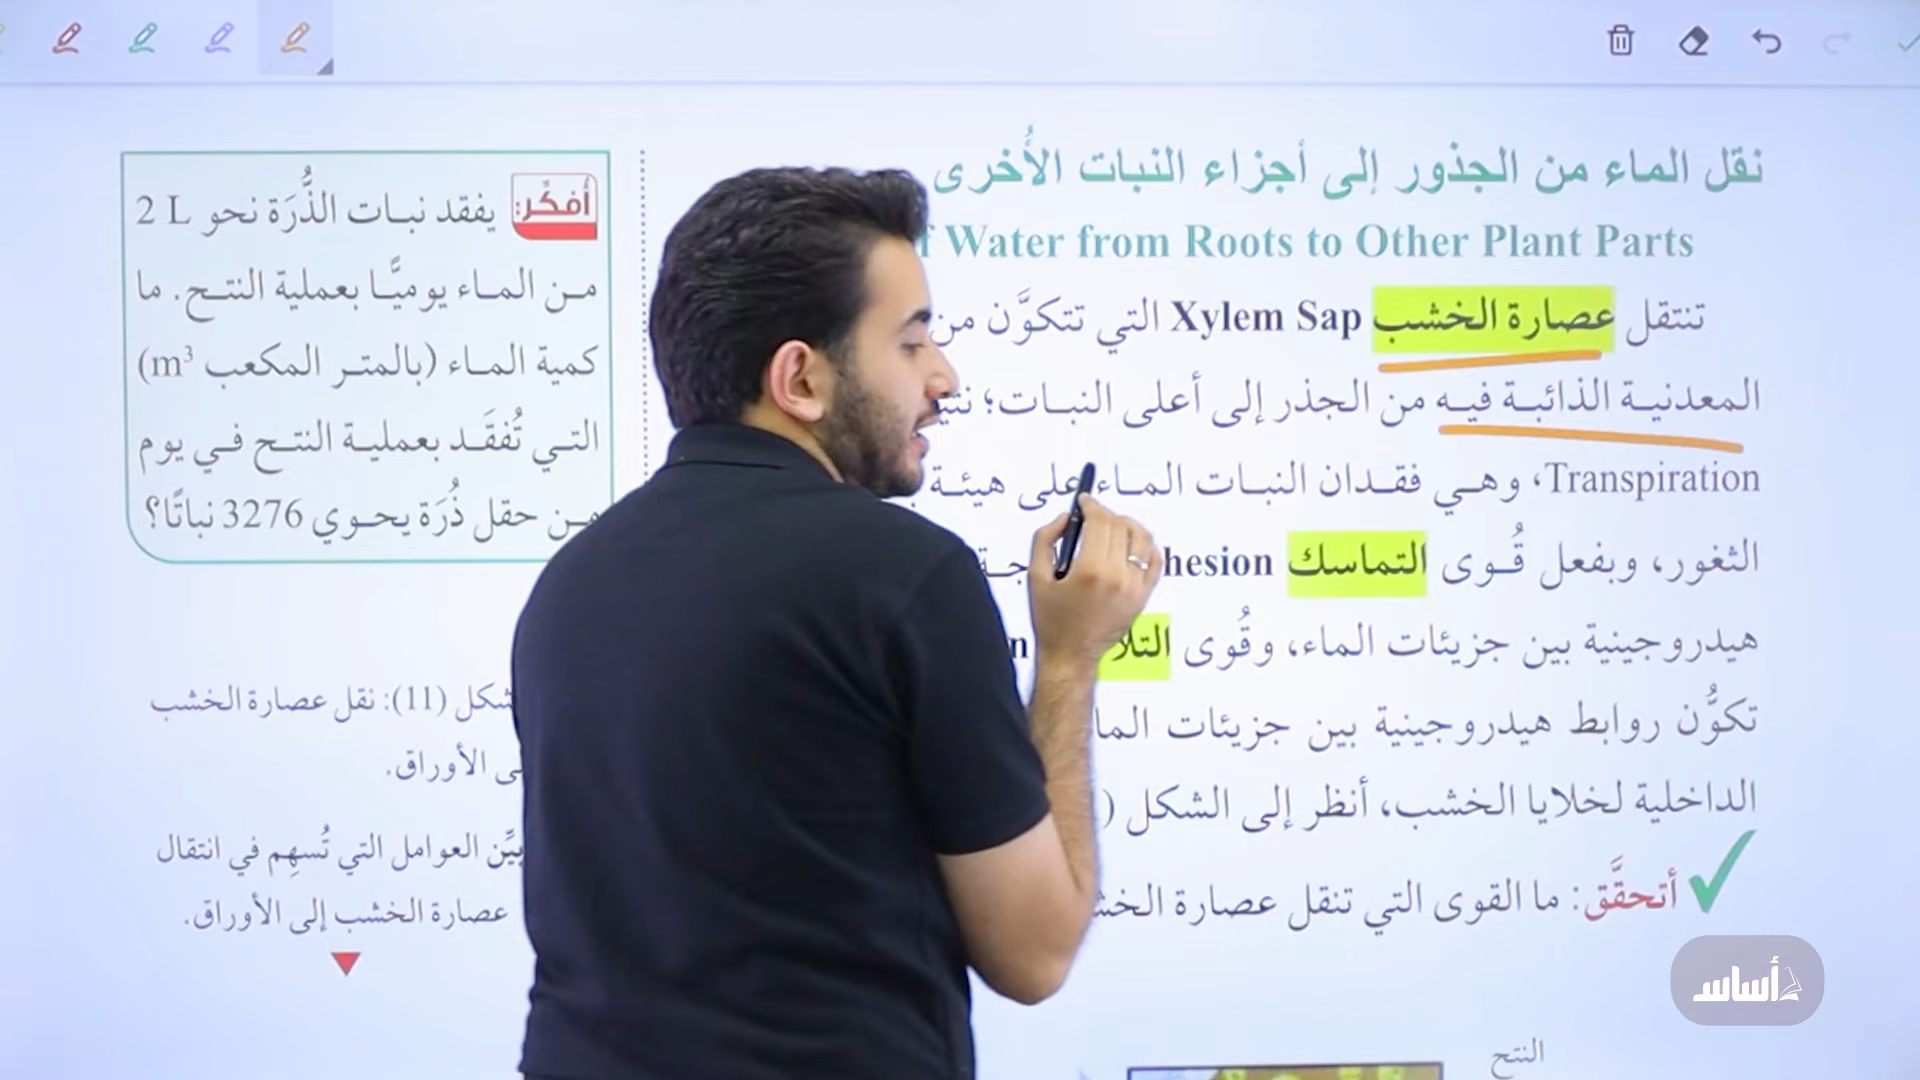 نقل الماء من الجذور إلى أجزاء النبات الأُخرى
Water from Roots to Other Plant Parts
تنتقل عصارة الخشب Xylem Sap التي تتكوَّن من
المعدنية الذائبة فيه من الجذر إلى أعلى النبات؛
Transpiration، وهي فقدان النبات الماء على هيئة
الثغور، وبفعل قُوى التماسك hesion
هيدروجينية بين جزيئات الماء، وقُوى
تكوُّن روابط هيدروجينية بين جزيئات
الداخلية لخلايا الخشب، أنظر إلى الشكل (
أتحقَّق: ما القوى التي تنقل عصارة
أساس
النتح
أفكِّر: يفقد نبات الذُّرَة نحو 2 L
من الماء يوميًّا بعملية النتح. ما
كمية الماء (بالمتر المكعب m³)
التي تُفقَد بعملية النتح في يوم
من حقل ذُرَة يحوي 3276 نباتًا؟
شكل (11): نقل عصارة الخشب
الأوراق.
بيِّن العوامل التي تُسهِم في انتقال
عصارة الخشب إلى الأوراق.